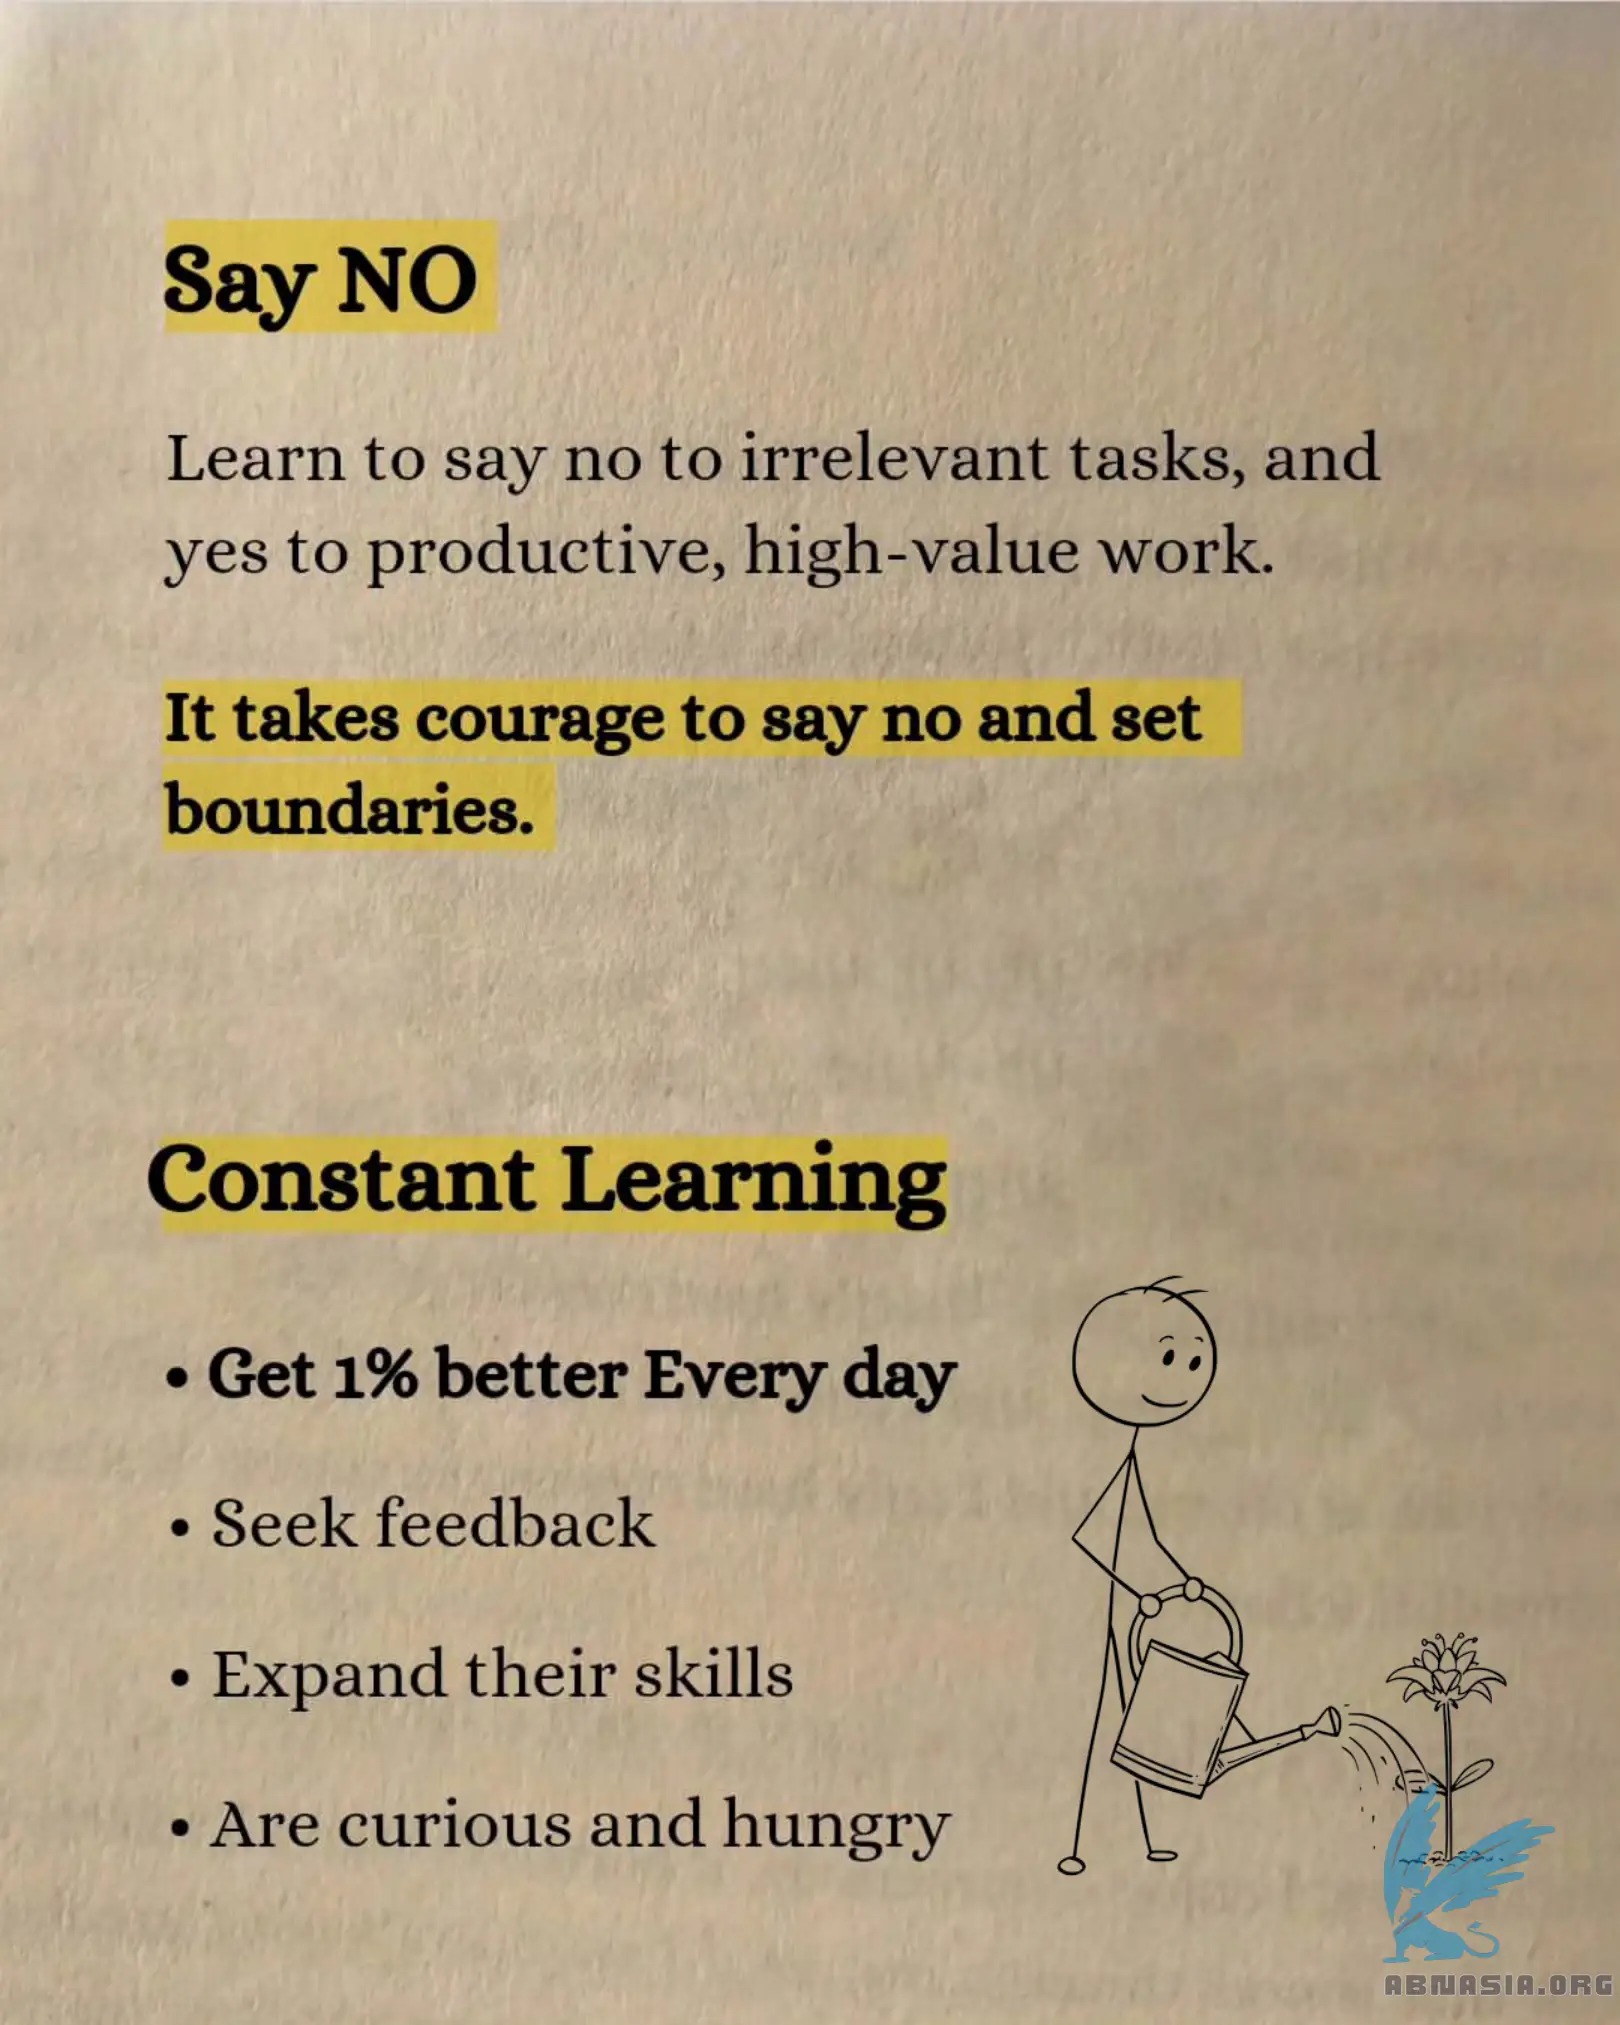 Say NO
Learn to say no to irrelevant tasks, and
yes to productive, high-value work.
It takes courage to say no and set
boundaries.
Constant Learning
• Get 1% better Every day
• Seek feedback
• Expand their skills
• Are curious and hungry
ABNASIA.ORG